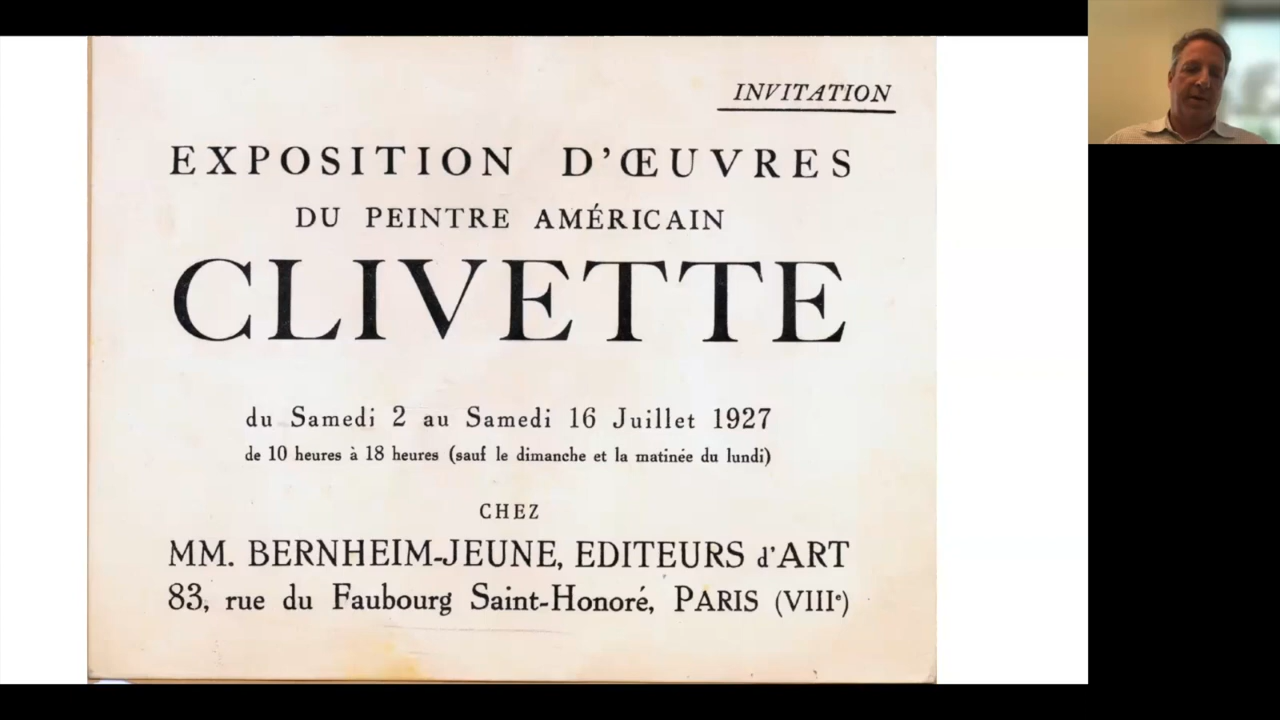 INVITATION
EXPOSITION D'ŒUVRES
DU PEINTRE AMÉRICAIN
CLIVETTE
du Samedi 2 au Samedi 16 Juillet 1927
de 10 heures à 18 heures (sauf le dimanche et la matinée du lundi)
CHEZ
MM. BERNHEIM-JEUNE, EDITEURS d'ART
83, rue du Faubourg Saint-Honoré, PARIS (VIIIe)